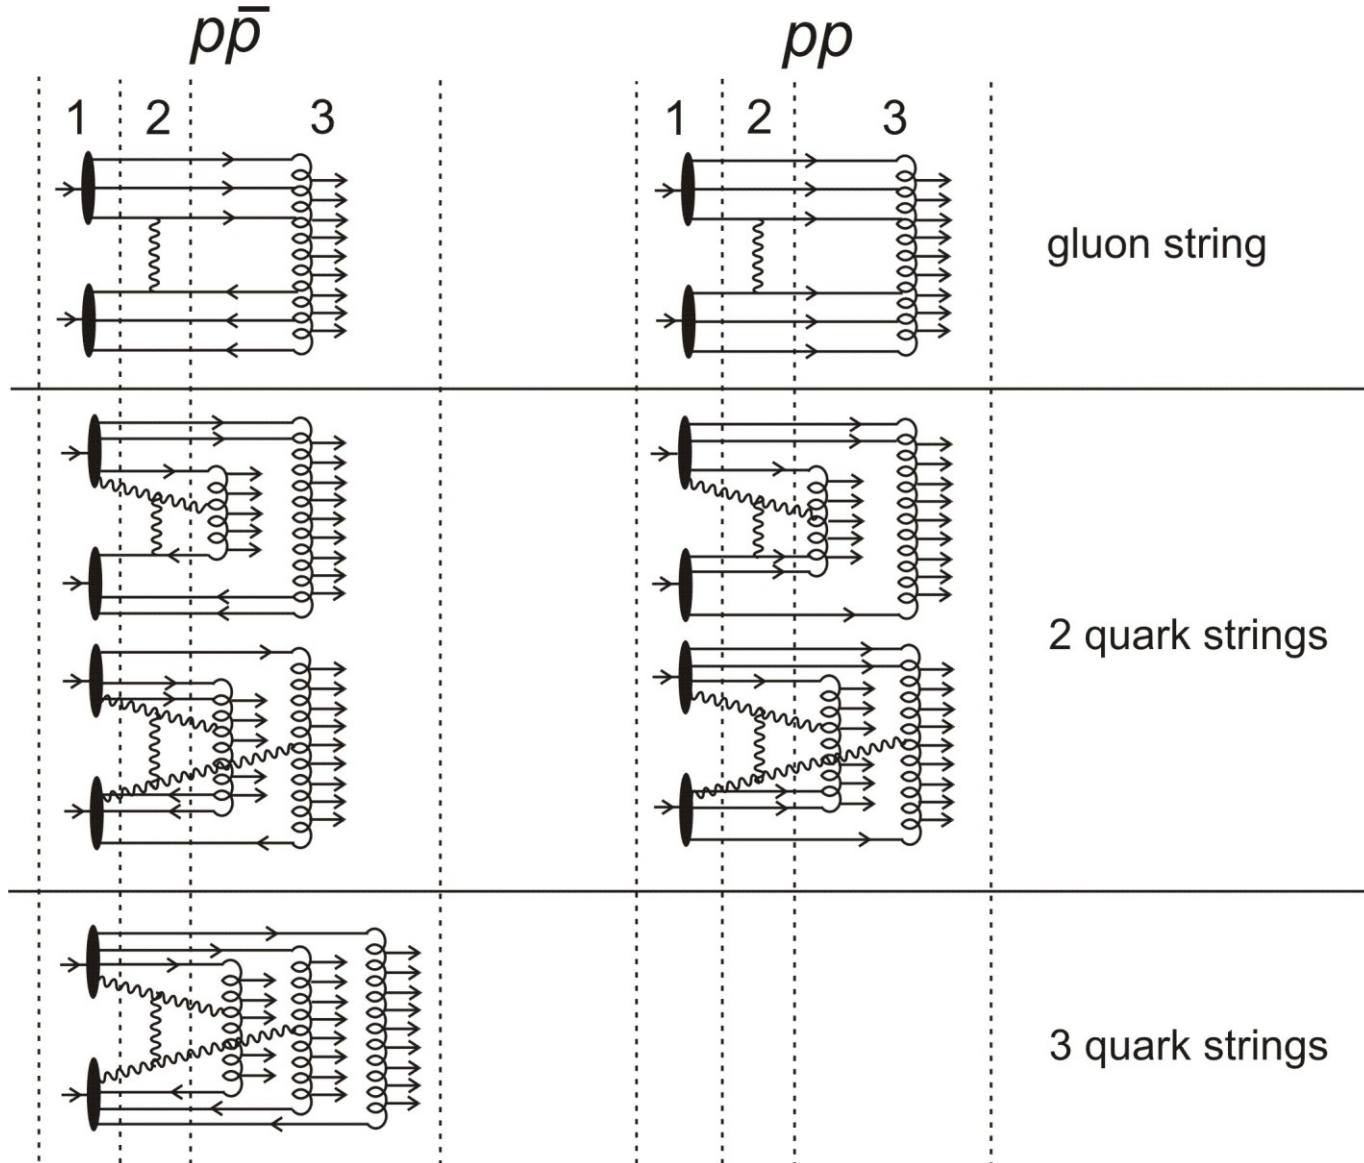 pp̅ pp
1 2 3 1 2 3
gluon string
2 quark strings
3 quark strings